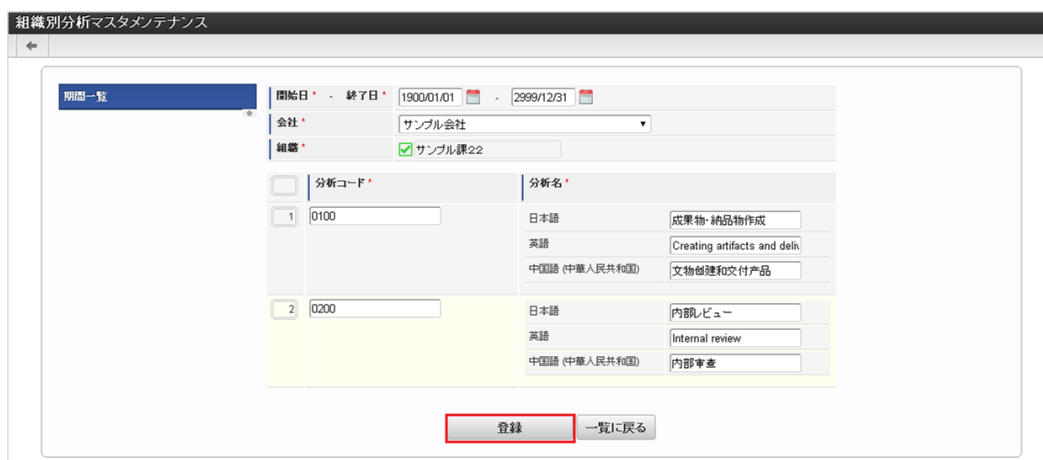 組織別分析マスタメンテナンス
期間一覧
開始日 * - 終了日 * 1900/01/01 - 2999/12/31
会社 * サンプル会社
組織 * サンプル課22
分析コード * 分析名 *
1 0100 日本語 成果物・納品物作成
英語 Creating artifacts and deliv
中国語 (中華人民共和国) 文物创建和交付产品
2 0200 日本語 内部レビュー
英語 Internal review
中国語 (中華人民共和国) 内部审查
登録 一覧に戻る